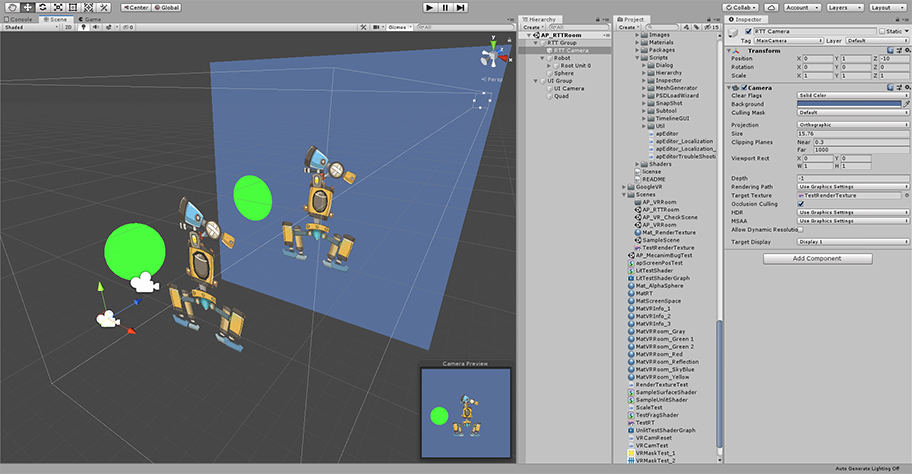 Center
Global
Collab
Account
Layers
Layout
Console
Scene
Game
Shaded
2D
Gizmos
All
Persp
Camera Preview
Hierarchy
Create
All
AP_RTTRoom
RTT Group
RTT Camera
Robot
Root Unit 0
Sphere
UI Group
UI Camera
Quad
Project
Create
15
Images
Materials
Packages
Scripts
Dialog
Hierarchy
Inspector
MeshGenerator
PSDLoadWizard
SnapShot
Subtool
TimelineGUI
Util
apEditor
apEditor_Localization
apEditor_Localization_
apEditorTroubleShooti
Shaders
license
README
GoogleVR
Scenes
AP_VRRoom
AP_RTTRoom
AP_VR_CheckScene
AP_VRRoom
Mat_RenderTexture
SampleScene
TestRenderTexture
AP_MecanimBugTest
apScreenPosTest
LitTestShader
LitTestShaderGraph
Mat_AlphaSphere
MatRT
MatScreenSpace
MatVRInfo_1
MatVRInfo_2
MatVRInfo_3
MatVRRoom_Gray
MatVRRoom_Green 1
MatVRRoom_Green 2
MatVRRoom_Red
MatVRRoom_Reflection
MatVRRoom_SkyBlue
MatVRRoom_Yellow
RenderTextureTest
SampleSurfaceShader
SampleUnlitShader
ScaleTest
TestFragShader
TestRT
UnlitTestShaderGraph
VRCamReset
VRCamTest
VRMaskTest_1
VRMaskTest_2
Inspector
RTT Camera
Static
Tag MainCamera Layer Default
Transform
Position X 0 Y 1 Z -10
Rotation X 0 Y 0 Z 0
Scale X 1 Y 1 Z 1
Camera
Clear Flags Solid Color
Background
Culling Mask Default
Projection Orthographic
Size 15.76
Clipping Planes Near 0.3
Far 1000
Viewport Rect X 0 Y 0
W 1 H 1
Depth -1
Rendering Path Use Graphics Settings
Target Texture TestRenderTexture
Occlusion Culling
HDR Use Graphics Settings
MSAA Use Graphics Settings
Allow Dynamic Resolutio
Target Display Display 1
Add Component
Auto Generate Lighting Off